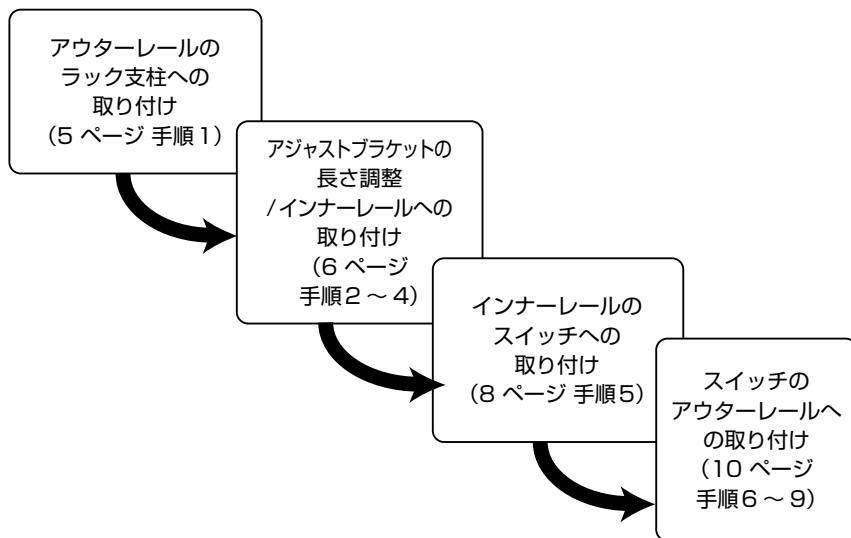 アウターレールの
ラック支柱への
取り付け
（5 ページ 手順1）
アジャストブラケットの
長さ調整
/インナーレールへの
取り付け
（6 ページ
手順2 ～ 4）
インナーレールの
スイッチへの
取り付け
（8 ページ 手順5）
スイッチの
アウターレールへ
の取り付け
（10 ページ
手順6 ～ 9）